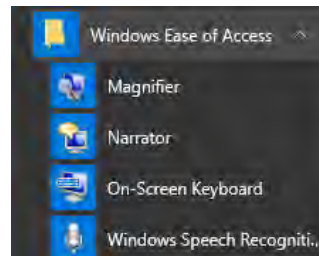 Windows Ease of Access
Magnifier
Narrator
On-Screen Keyboard
Windows Speech Recogniti...